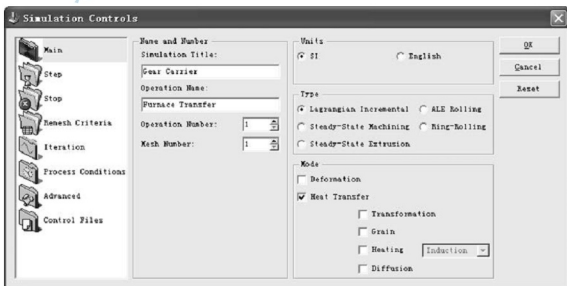 Simulation Controls
Main
Step
Stop
Remesh Criteria
Iteration
Process Conditions
Advanced
Control Files
Name and Number
Simulation Title:
Gear Carrier
Operation Name:
Furnace Transfer
Operation Number: 1
Mesh Number: 1
Units
SI English
Type
Lagrangian Incremental ALE Rolling
Steady-State Machining Ring-Rolling
Steady-State Extrusion
Mode
Deformation
Heat Transfer
Transformation
Grain
Heating Induction
Diffusion
OK
Cancel
Reset